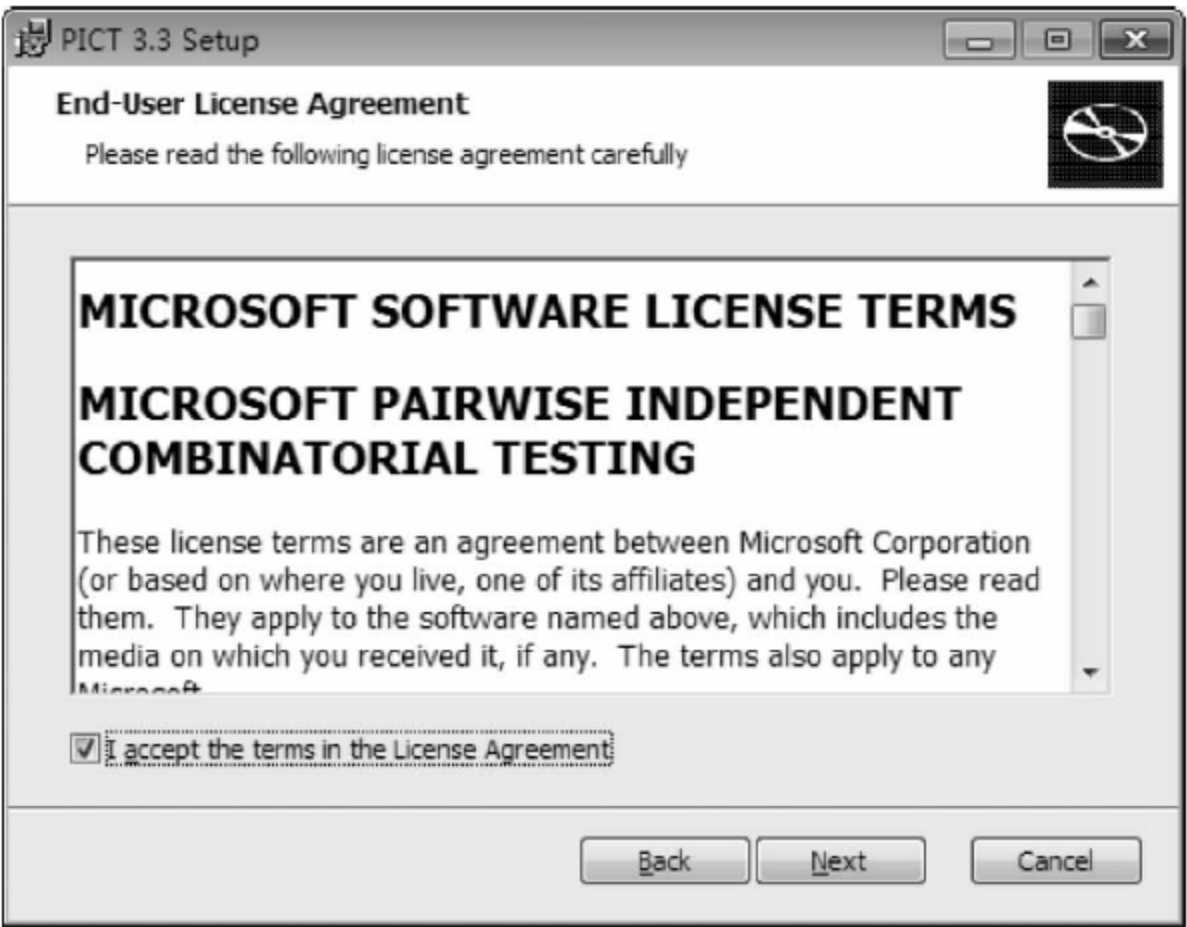 PICT 3.3 Setup
End-User License Agreement
Please read the following license agreement carefully
MICROSOFT SOFTWARE LICENSE TERMS
MICROSOFT PAIRWISE INDEPENDENT
COMBINATORIAL TESTING
These license terms are an agreement between Microsoft Corporation
(or based on where you live, one of its affiliates) and you.  Please read
them.  They apply to the software named above, which includes the
media on which you received it, if any.  The terms also apply to any
Microsoft
I accept the terms in the License Agreement
Back
Next
Cancel